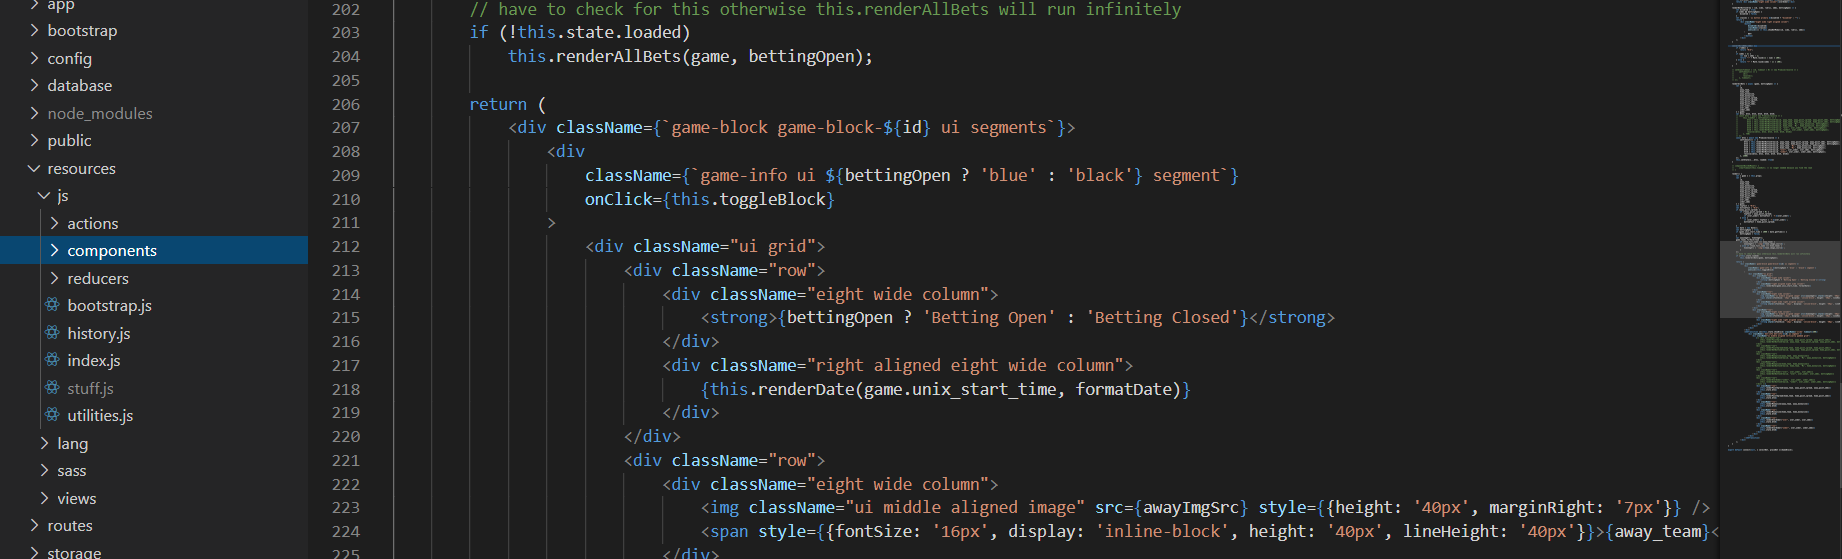 app
bootstrap
config
database
node_modules
public
resources
js
actions
components
reducers
bootstrap.js
history.js
index.js
stuff.js
utilities.js
lang
sass
views
routes
storage
202 // have to check for this otherwise this.renderAllBets will run infinitely
203 if (!this.state.loaded)
204 this.renderAllBets(game, bettingOpen);
205
206 return (
207 <div className={`game-block game-block-${id} ui segments`}>
208 <div
209 className={`game-info ui ${bettingOpen ? 'blue' : 'black'} segment`}
210 onClick={this.toggleBlock}
211 >
212 <div className="ui grid">
213 <div className="row">
214 <div className="eight wide column">
215 <strong>{bettingOpen ? 'Betting Open' : 'Betting Closed'}</strong>
216 </div>
217 <div className="right aligned eight wide column">
218 {this.renderDate(game.unix_start_time, formatDate)}
219 </div>
220 </div>
221 <div className="row">
222 <div className="eight wide column">
223 <img className="ui middle aligned image" src={awayImgSrc} style={{height: '40px', marginRight: '7px'}} />
224 <span style={{fontSize: '16px', display: 'inline-block', height: '40px', lineHeight: '40px'}}>{away_team}<
225 </div>